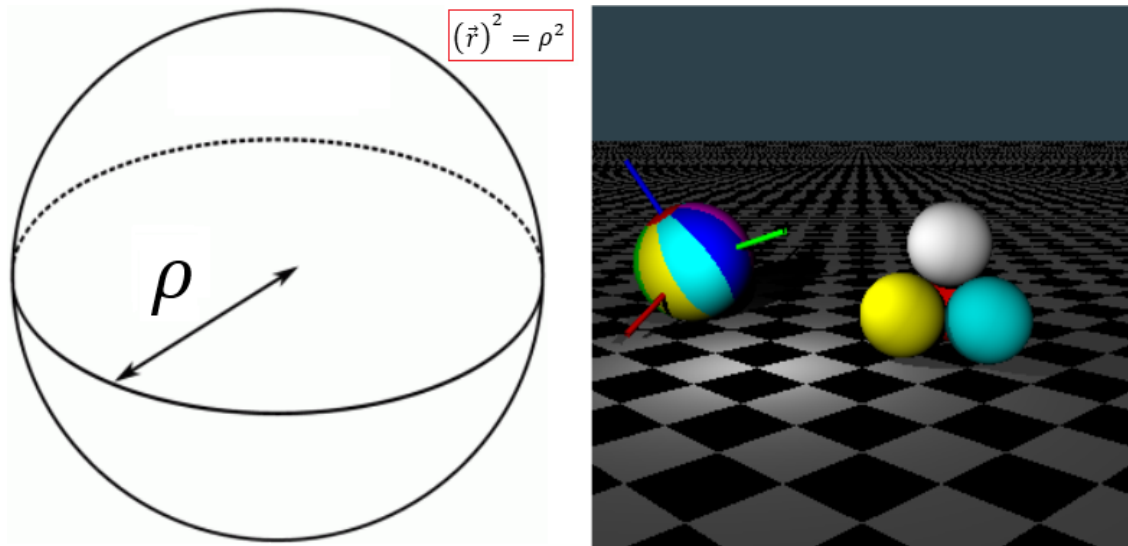 (r⃗)² = ρ²
ρ